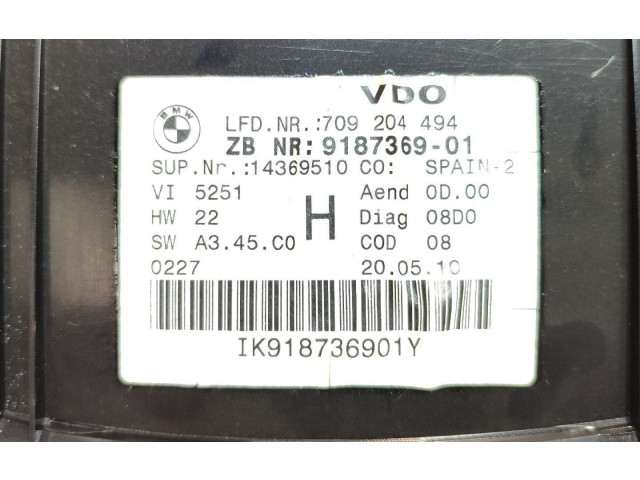 VDO
BMW
LFD.NR.:709 204 494
ZB NR: 9187369-01
SUP.Nr.:14369510 CO: SPAIN-2
VI 5251 Aend 0D.00
HW 22 H Diag 08D0
SW A3.45.C0 COD 08
0227 20.05.10
IK918736901Y